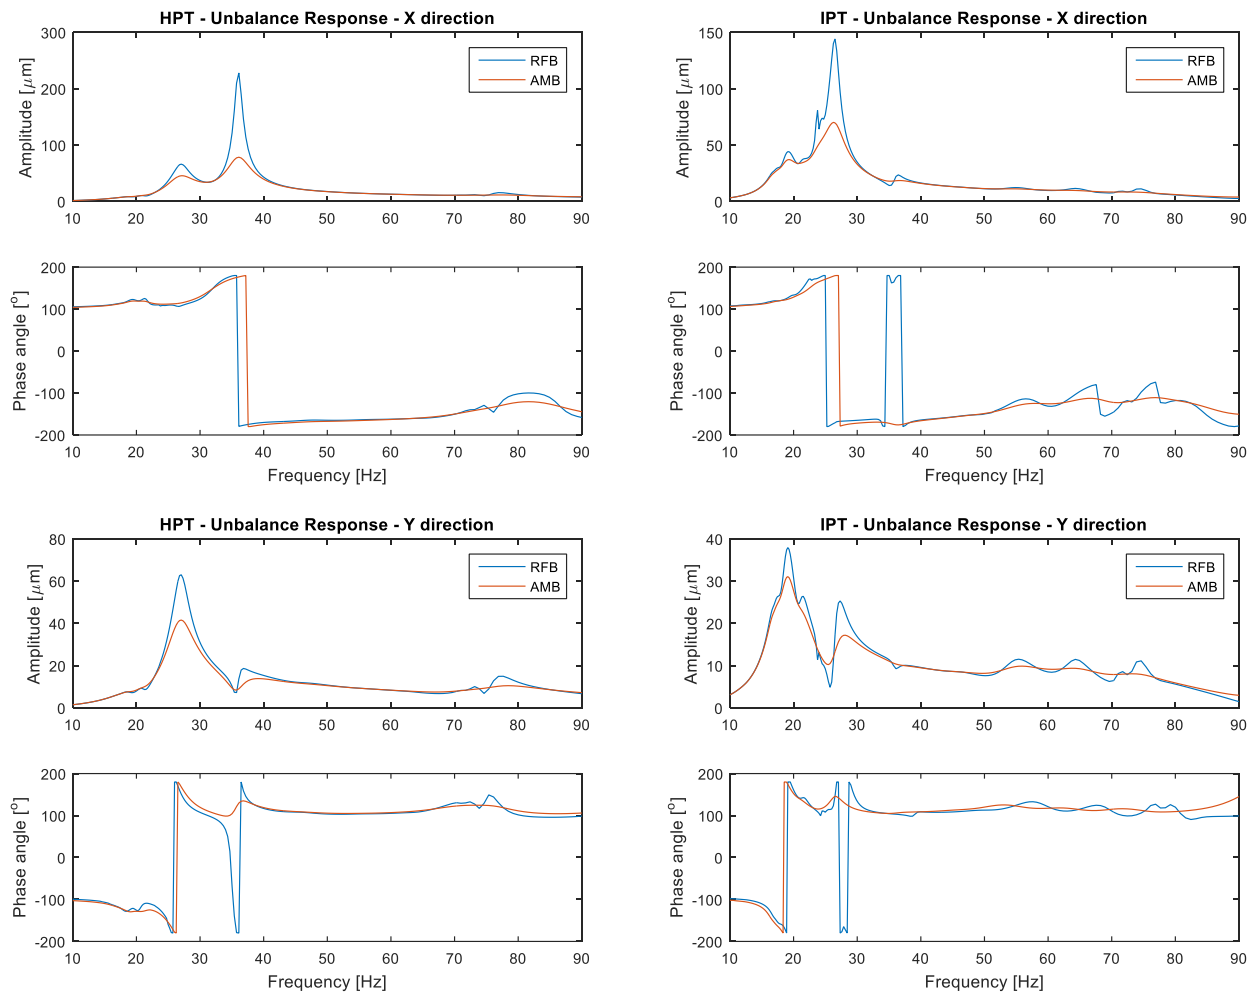 HPT - Unbalance Response - X direction
Amplitude [μm]
300
200
100
0
10 20 30 40 50 60 70 80 90
RFB
AMB
Phase angle [°]
200
100
0
-100
-200
10 20 30 40 50 60 70 80 90
Frequency [Hz]
IPT - Unbalance Response - X direction
Amplitude [μm]
150
100
50
0
10 20 30 40 50 60 70 80 90
RFB
AMB
Phase angle [°]
200
100
0
-100
-200
10 20 30 40 50 60 70 80 90
Frequency [Hz]
HPT - Unbalance Response - Y direction
Amplitude [μm]
80
60
40
20
0
10 20 30 40 50 60 70 80 90
RFB
AMB
Phase angle [°]
200
100
0
-100
-200
10 20 30 40 50 60 70 80 90
Frequency [Hz]
IPT - Unbalance Response - Y direction
Amplitude [μm]
40
30
20
10
0
10 20 30 40 50 60 70 80 90
RFB
AMB
Phase angle [°]
200
100
0
-100
-200
10 20 30 40 50 60 70 80 90
Frequency [Hz]